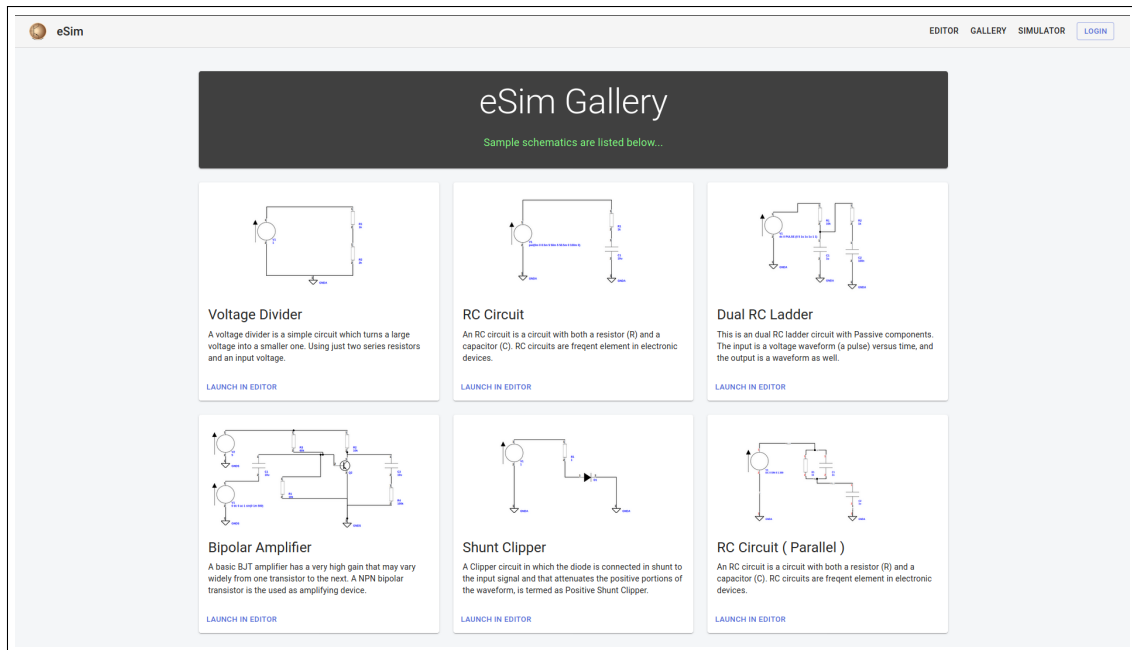 eSim
EDITOR GALLERY SIMULATOR LOGIN
eSim Gallery
Sample schematics are listed below...
Voltage Divider
A voltage divider is a simple circuit which turns a large
voltage into a smaller one. Using just two series resistors
and an input voltage.
LAUNCH IN EDITOR
RC Circuit
An RC circuit is a circuit with both a resistor (R) and a
capacitor (C). RC circuits are freqent element in electronic
devices.
LAUNCH IN EDITOR
Dual RC Ladder
This is an dual RC ladder circuit with Passive components.
The input is a voltage waveform (a pulse) versus time, and
the output is a waveform as well.
LAUNCH IN EDITOR
Bipolar Amplifier
A basic BJT amplifier has a very high gain that may vary
widely from one transistor to the next. A NPN bipolar
transistor is the used as amplifying device.
LAUNCH IN EDITOR
Shunt Clipper
A Clipper circuit in which the diode is connected in shunt to
the input signal and that attenuates the positive portions of
the waveform, is termed as Positive Shunt Clipper.
LAUNCH IN EDITOR
RC Circuit ( Parallel )
An RC circuit is a circuit with both a resistor (R) and a
capacitor (C). RC circuits are freqent element in electronic
devices.
LAUNCH IN EDITOR